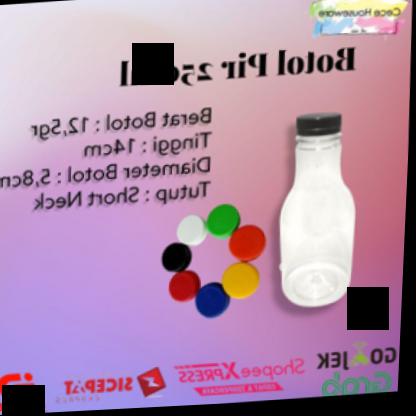 Cece Houseware
Botol Pir
Berat Botol : 12,5gr
Tinggi : 14cm
Diameter Botol : 5,8cm
Tutup : Short Neck
GOJEK
Grab
Shopee XPRESS
SICEPAT
EKSPRES